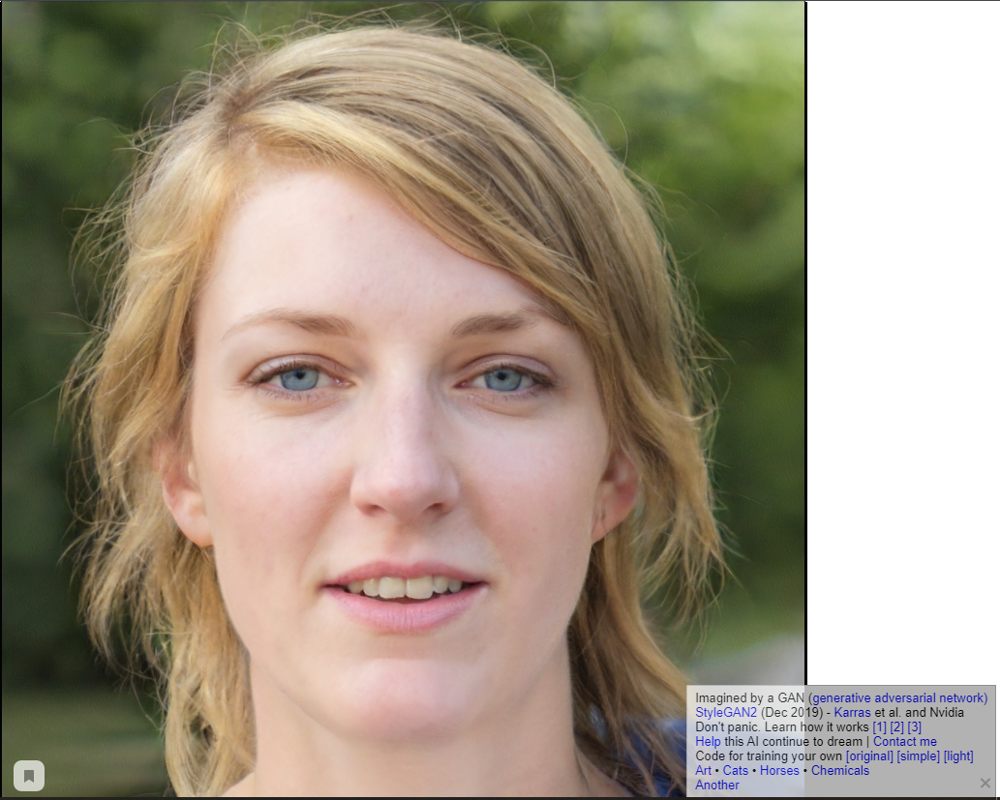 Imagined by a GAN (generative adversarial network)
StyleGAN2 (Dec 2019) - Karras et al. and Nvidia
Don't panic. Learn how it works [1] [2] [3]
Help this AI continue to dream | Contact me
Code for training your own [original] [simple] [light]
Art • Cats • Horses • Chemicals
Another